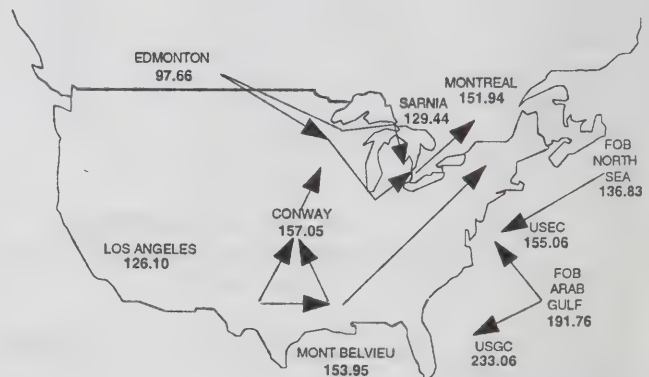 EDMONTON
97.66
MONTREAL
151.94
SARNIA
129.44
FOB
NORTH
SEA
136.83
CONWAY
157.05
USEC
155.06
LOS ANGELES
126.10
FOB
ARAB
GULF
191.76
MONT BELVIEU
153.95
USGC
233.06